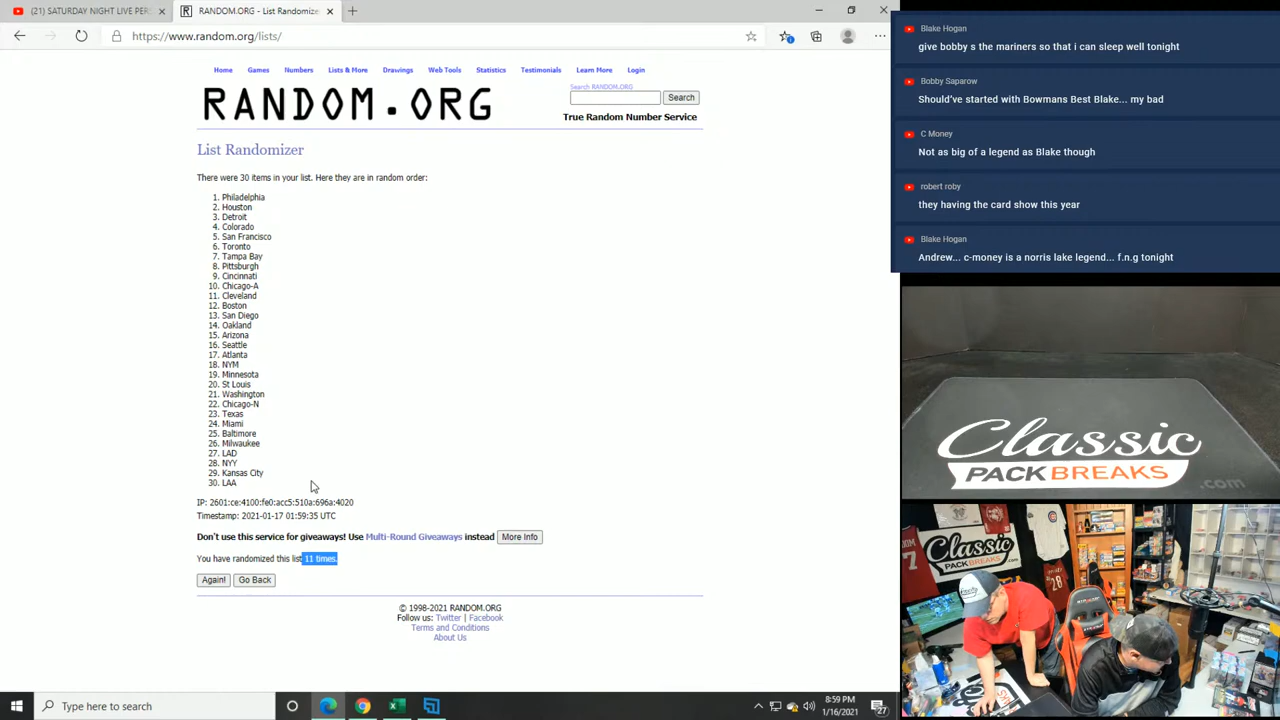 (21) SATURDAY NIGHT LIVE PERS
RANDOM.ORG - List Randomizer
https://www.random.org/lists/
Home Games Numbers Lists & More Drawings Web Tools Statistics Testimonials Learn More Login
RANDOM.ORG
Search RANDOM.ORG
Search
True Random Number Service
List Randomizer
There were 30 items in your list. Here they are in random order:
1. Philadelphia
2. Houston
3. Detroit
4. Colorado
5. San Francisco
6. Toronto
7. Tampa Bay
8. Pittsburgh
9. Cincinnati
10. Chicago-A
11. Cleveland
12. Boston
13. San Diego
14. Oakland
15. Arizona
16. Seattle
17. Atlanta
18. NYM
19. Minnesota
20. St Louis
21. Washington
22. Chicago-N
23. Texas
24. Miami
25. Baltimore
26. Milwaukee
27. LAD
28. NYY
29. Kansas City
30. LAA
IP: 2601:ce:4100:fe0:acc5:510a:696a:4020
Timestamp: 2021-01-17 01:59:35 UTC
Don't use this service for giveaways! Use Multi-Round Giveaways instead More Info
You have randomized this list 11 times.
Again! Go Back
© 1998-2021 RANDOM.ORG
Follow us: Twitter | Facebook
Terms and Conditions
About Us
Type here to search
8:59 PM
1/16/2021
27
Blake Hogan
give bobby s the mariners so that i can sleep well tonight
Bobby Saparow
Should've started with Bowmans Best Blake... my bad
C Money
Not as big of a legend as Blake though
robert roby
they having the card show this year
Blake Hogan
Andrew... c-money is a norris lake legend... f.n.g tonight
Classic
PACK BREAKS .com
Classic
PACK BREAKS